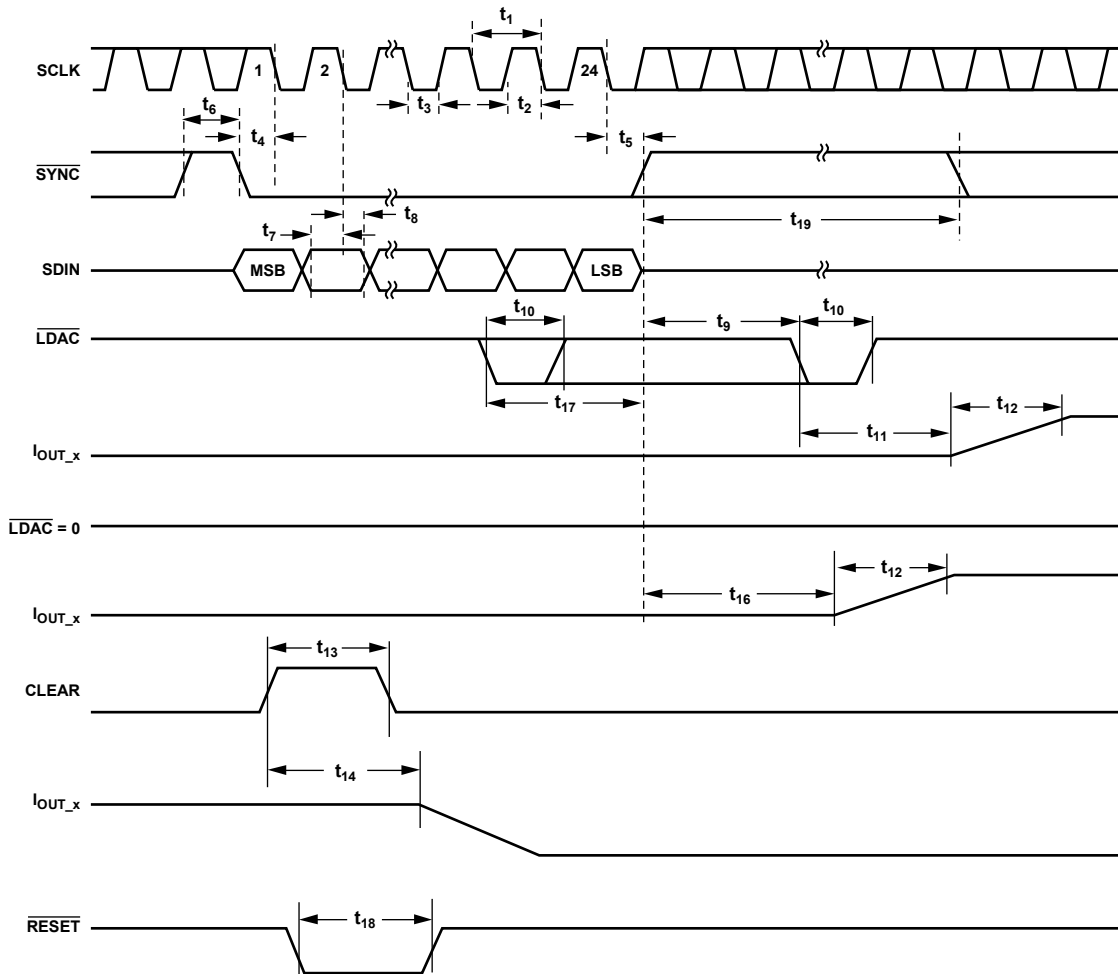 t1
SCLK
1
2
24
t6
t4
t3
t2
t5
SYNC
t19
t8
t7
SDIN
MSB
LSB
t10
t9
t10
LDAC
t17
t12
t11
IOUT_x
LDAC = 0
t12
t16
IOUT_x
t13
CLEAR
t14
IOUT_x
t18
RESET